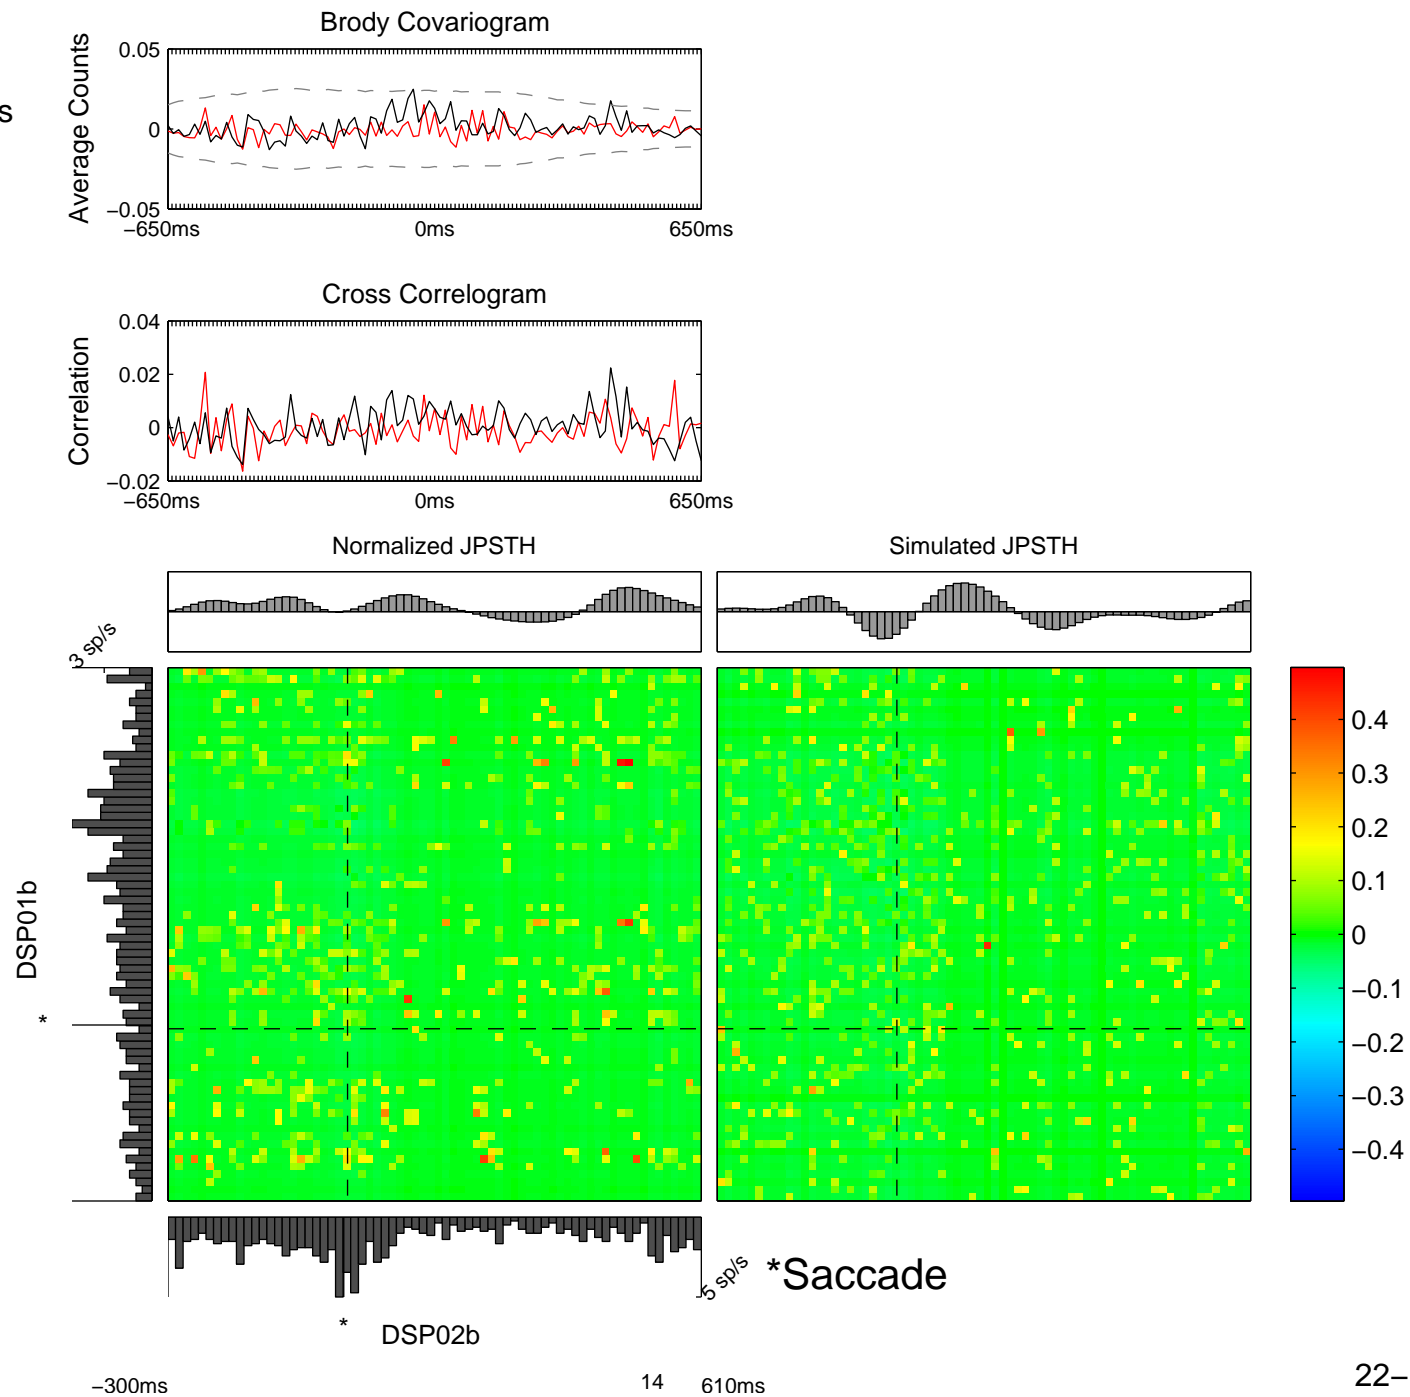 Brody Covariogram
s
Average Counts
0.05
0
−0.05
−650ms 0ms 650ms
Cross Correlogram
Correlation
0.04
0.02
0
−0.02
−650ms 0ms 650ms
Normalized JPSTH
Simulated JPSTH
3 sp/s
DSP01b
*
0.4
0.3
0.2
0.1
0
−0.1
−0.2
−0.3
−0.4
5 sp/s
*Saccade
*
DSP02b
−300ms 14 610ms
22−